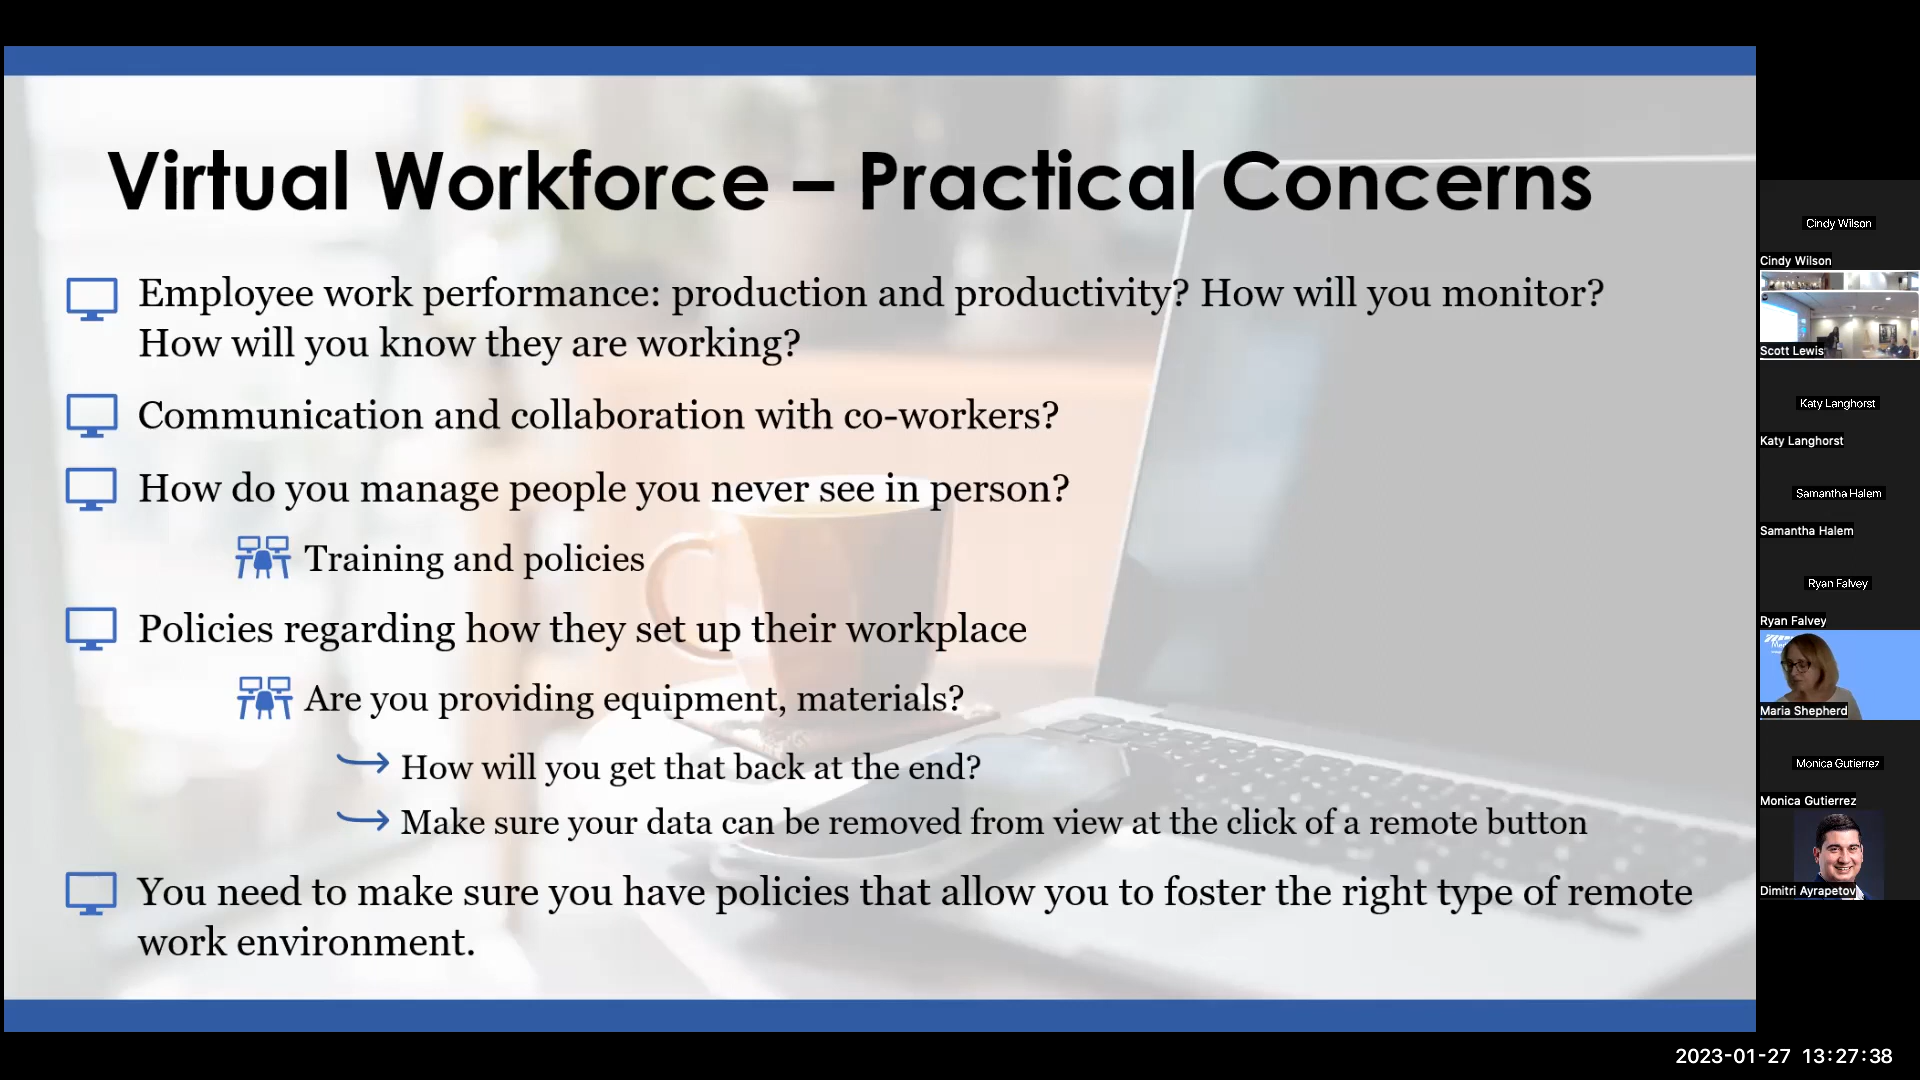 Virtual Workforce – Practical Concerns
Employee work performance: production and productivity? How will you monitor?
How will you know they are working?
Communication and collaboration with co-workers?
How do you manage people you never see in person?
Training and policies
Policies regarding how they set up their workplace
Are you providing equipment, materials?
How will you get that back at the end?
Make sure your data can be removed from view at the click of a remote button
You need to make sure you have policies that allow you to foster the right type of remote
work environment.
Cindy Wilson
Cindy Wilson
Scott Lewis
Katy Langhorst
Katy Langhorst
Samantha Halem
Samantha Halem
Ryan Falvey
Ryan Falvey
Maria Shepherd
Monica Gutierrez
Monica Gutierrez
Dimitri Ayrapetov
2023-01-27 13:27:38